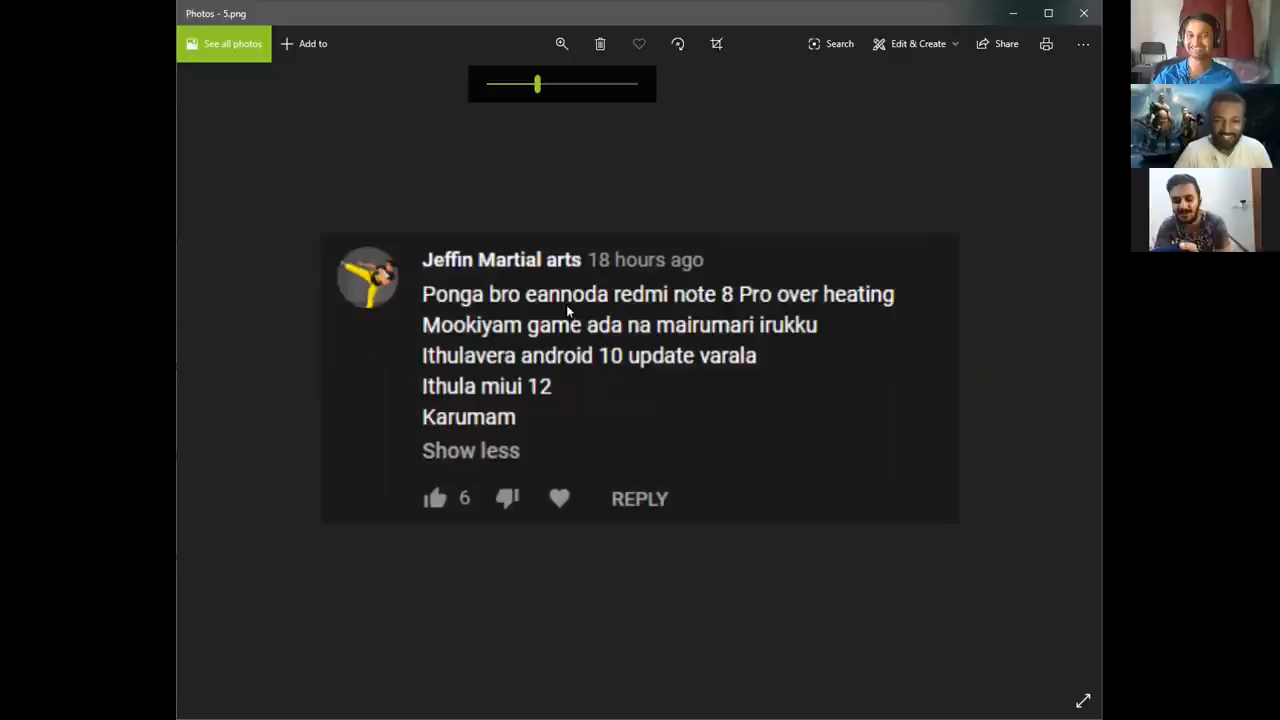 Photos - 5.png
See all photos
Add to
Search
Edit & Create
Share
Jeffin Martial arts 18 hours ago
Ponga bro eannoda redmi note 8 Pro over heating
Mookiyam game ada na mairumari irukku
Ithulavera android 10 update varala
Ithula miui 12
Karumam
Show less
6
REPLY